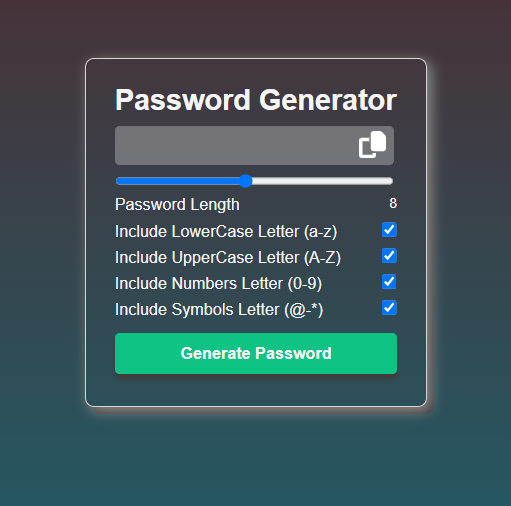 Password Generator
Password Length 8
Include LowerCase Letter (a-z)
Include UpperCase Letter (A-Z)
Include Numbers Letter (0-9)
Include Symbols Letter (@-*)
Generate Password